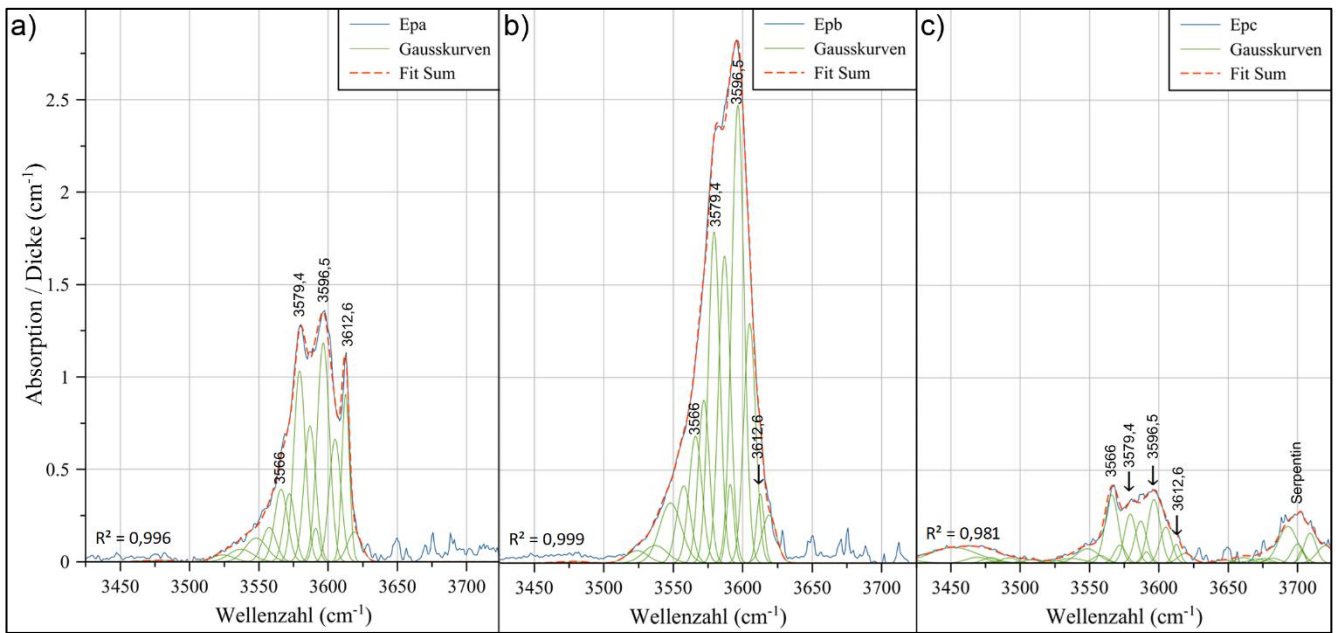 a)
Epa
Gausskurven
Fit Sum
Absorption / Dicke (cm⁻¹)
2.5
2
1.5
1
0.5
0
3566
3579,4
3596,5
3612,6
R² = 0,996
3450 3500 3550 3600 3650 3700
Wellenzahl (cm⁻¹)
b)
Epb
Gausskurven
Fit Sum
3566
3579,4
3596,5
3612,6
R² = 0,999
3450 3500 3550 3600 3650 3700
Wellenzahl (cm⁻¹)
c)
Epc
Gausskurven
Fit Sum
3566
3579,4
3596,5
3612,6
Serpentin
R² = 0,981
3450 3500 3550 3600 3650 3700
Wellenzahl (cm⁻¹)